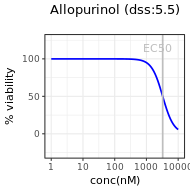 Allopurinol (dss:5.5)
EC50
% viability
100
50
0
1 10 100 1000 10000
conc(nM)